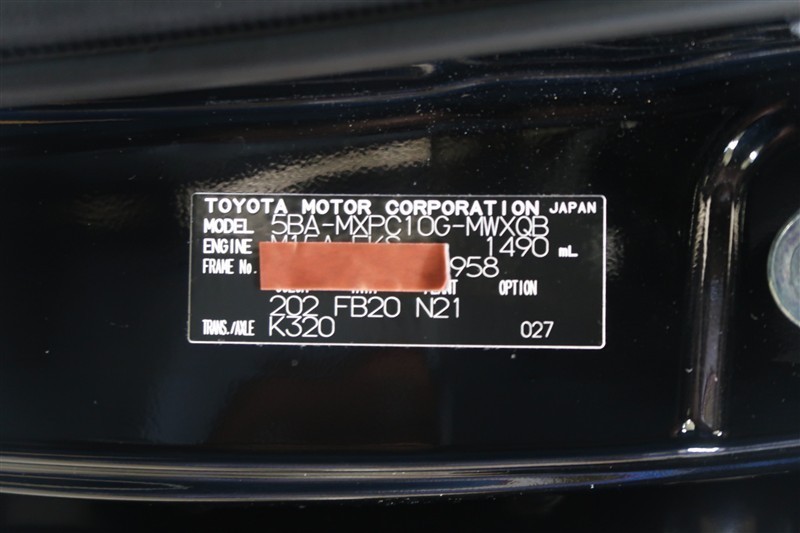 TOYOTA MOTOR CORPORATION JAPAN
MODEL 5BA-MXPC10G-MWXQB
ENGINE 1490 mL
FRAME No. 958
OPTION
202 FB20 N21
TRANS./AXLE K320 027